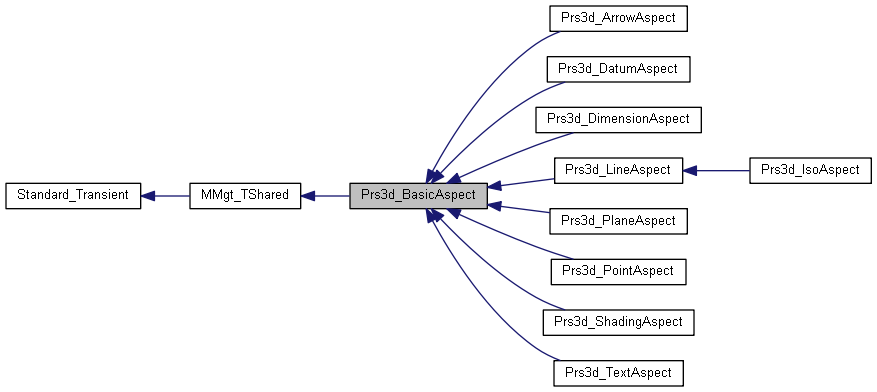 Prs3d_ArrowAspect
Prs3d_DatumAspect
Prs3d_DimensionAspect
Prs3d_LineAspect
Prs3d_IsoAspect
Standard_Transient
MMgt_TShared
Prs3d_BasicAspect
Prs3d_PlaneAspect
Prs3d_PointAspect
Prs3d_ShadingAspect
Prs3d_TextAspect